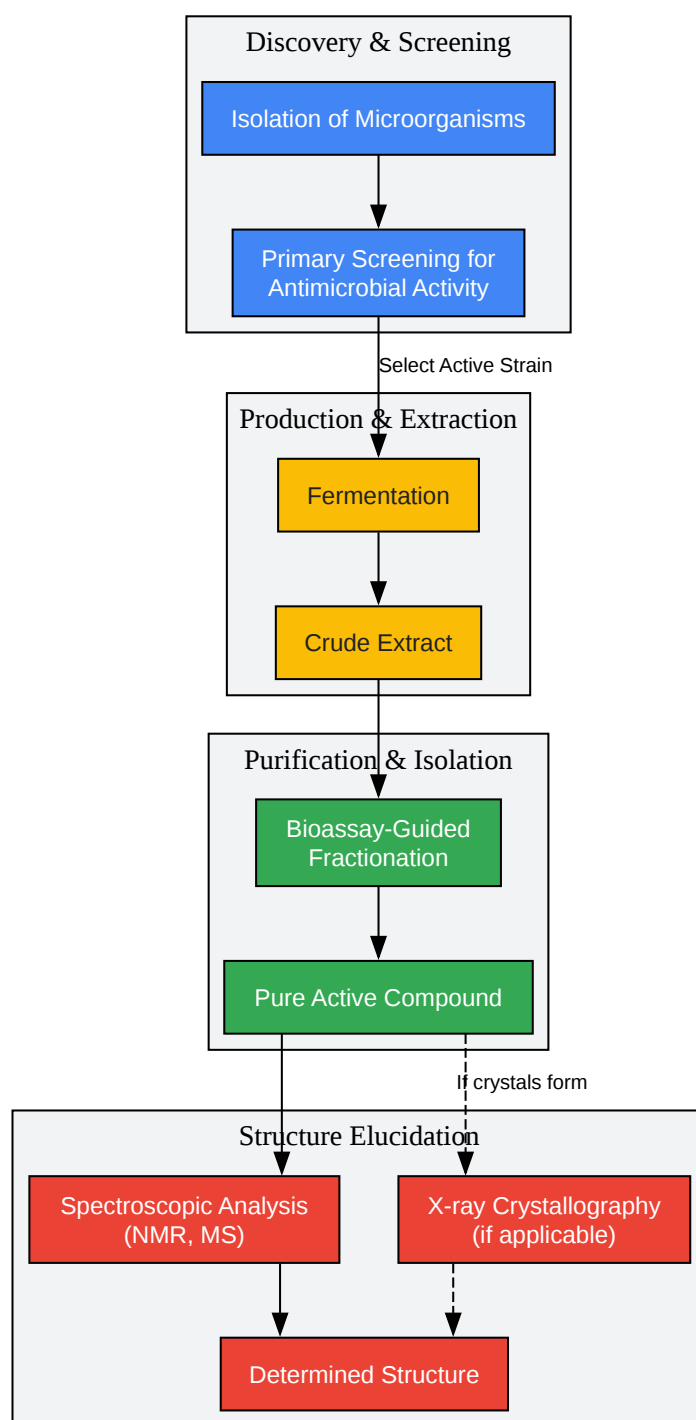 Discovery & Screening
Isolation of Microorganisms
Primary Screening for
Antimicrobial Activity
Select Active Strain
Production & Extraction
Fermentation
Crude Extract
Purification & Isolation
Bioassay-Guided
Fractionation
Pure Active Compound
If crystals form
Structure Elucidation
Spectroscopic Analysis
(NMR, MS)
X-ray Crystallography
(if applicable)
Determined Structure